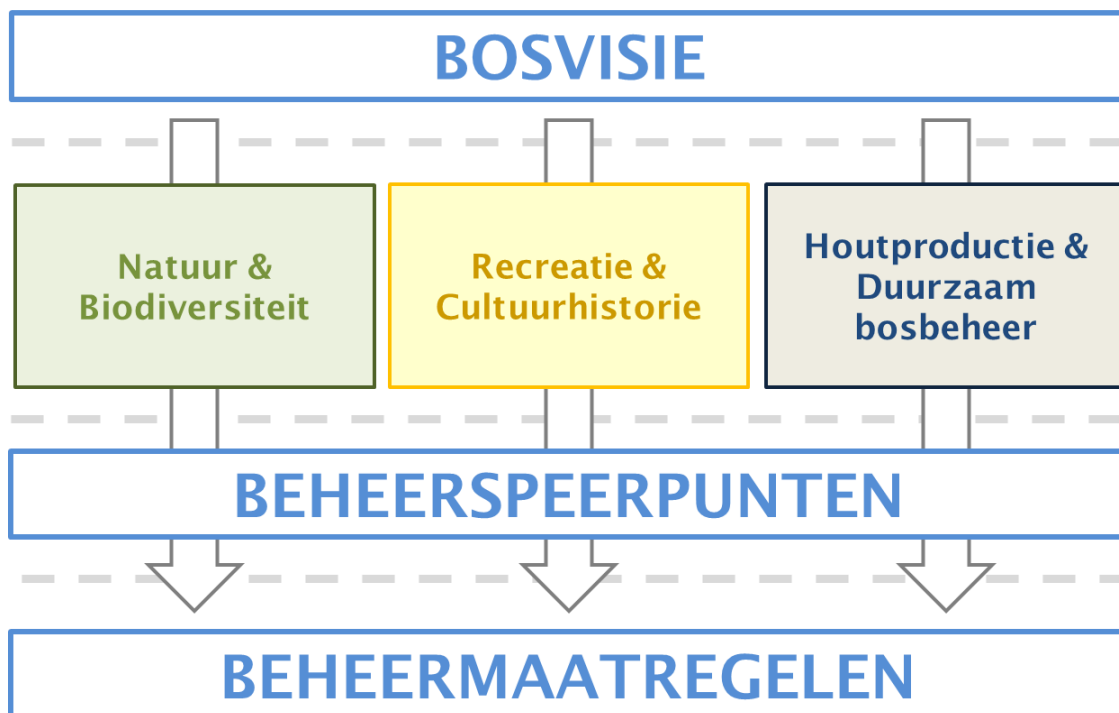 BOSVISIE
Natuur &
Biodiversiteit
Recreatie &
Cultuurhistorie
Houtproductie &
Duurzaam
bosbeheer
BEHEERSPEERPUNTEN
BEHEERMAATREGELEN